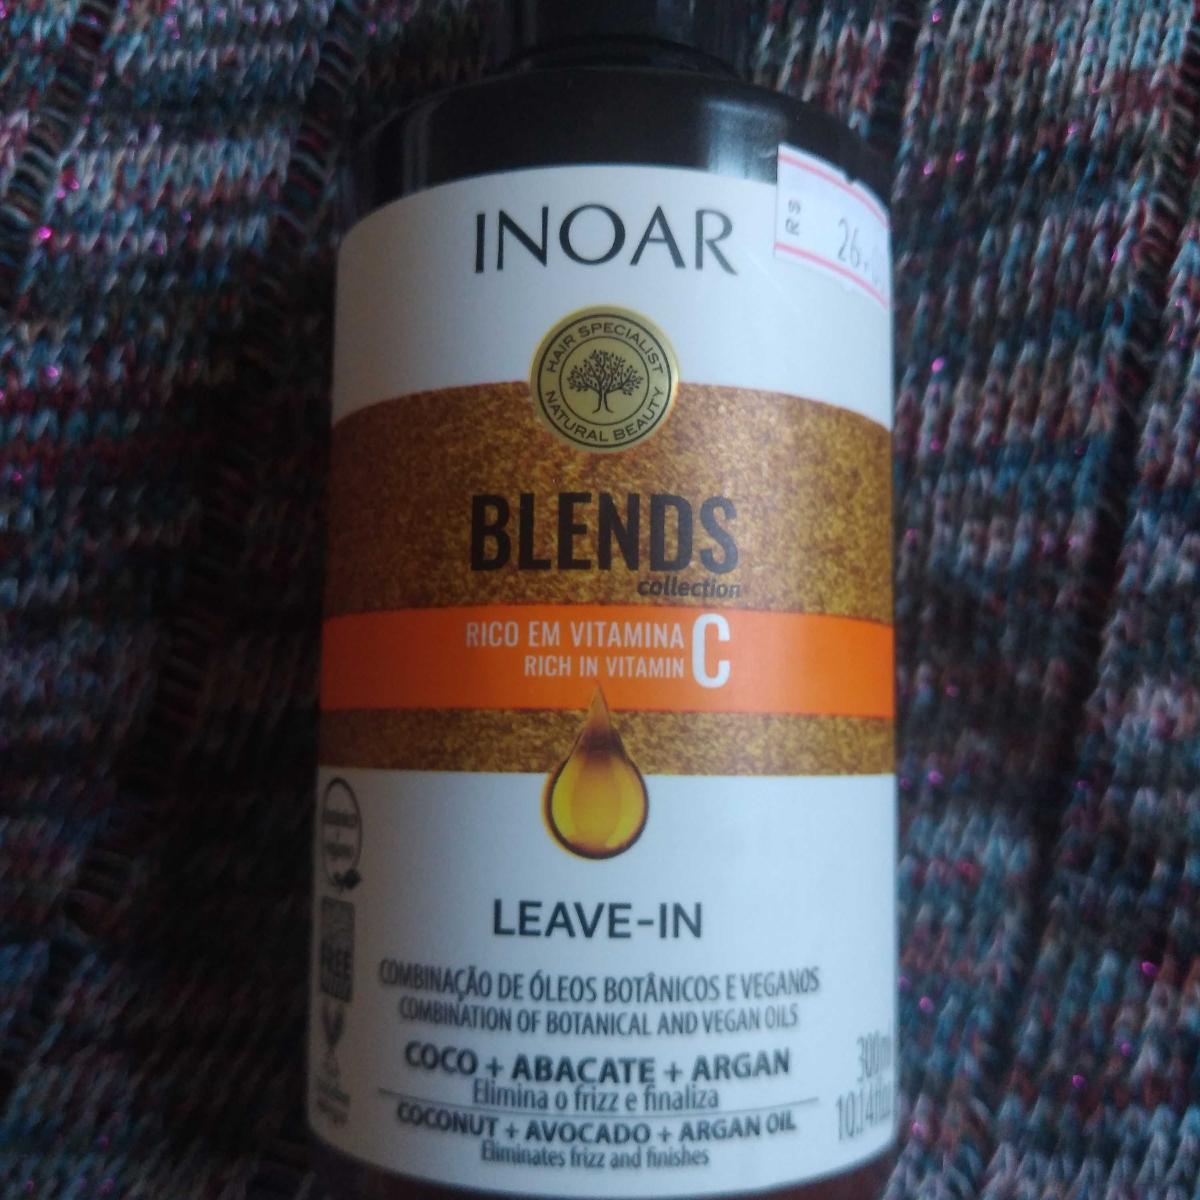 INOAR
R$
HAIR SPECIALIST
NATURAL BEAUTY
BLENDS
collection
RICO EM VITAMINA C
RICH IN VITAMIN
LEAVE-IN
COMBINAÇÃO DE ÓLEOS BOTÂNICOS E VEGANOS
COMBINATION OF BOTANICAL AND VEGAN OILS
COCO + ABACATE + ARGAN
Elimina o frizz e finaliza
COCONUT + AVOCADO + ARGAN OIL
Eliminates frizz and finishes
300ml
FREE